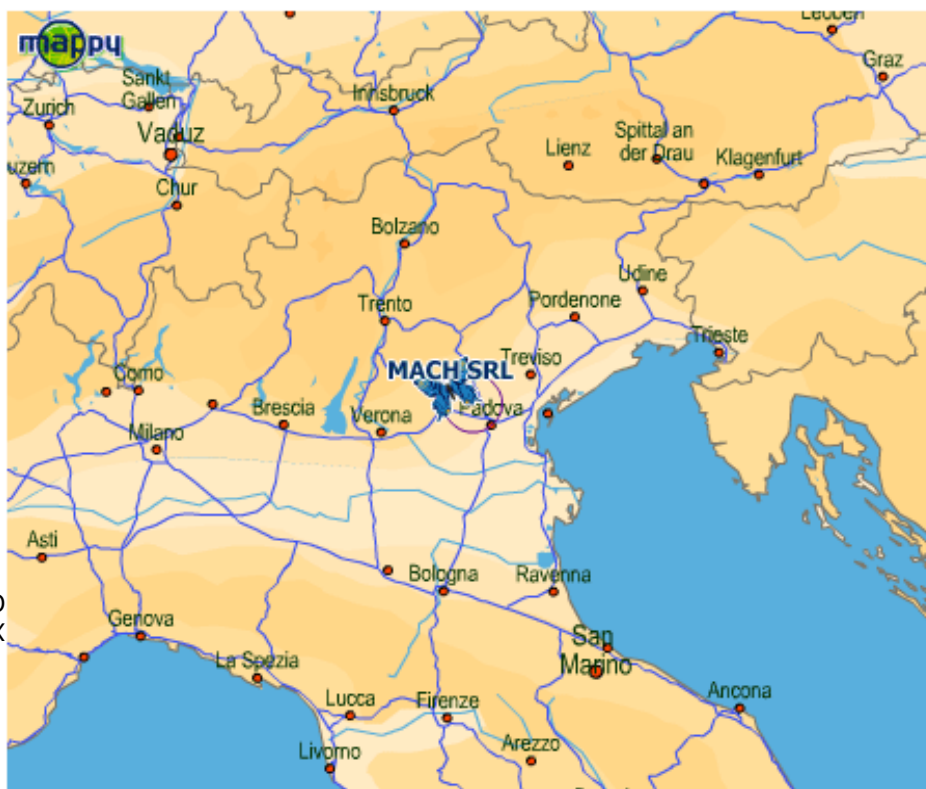 mappy
Leoben
Graz
Sankt
Gallen
Zurich
Innsbruck
Vaduz
Lienz
Spittal an
der Drau
Klagenfurt
uzern
Chur
Bolzano
Udine
Trento
Pordenone
Trieste
MACH SRL
Treviso
Como
Brescia
Verona
Padova
Milano
Asti
Bologna
Ravenna
Genova
San
Marino
La Spezia
Lucca
Firenze
Ancona
Arezzo
Livorno